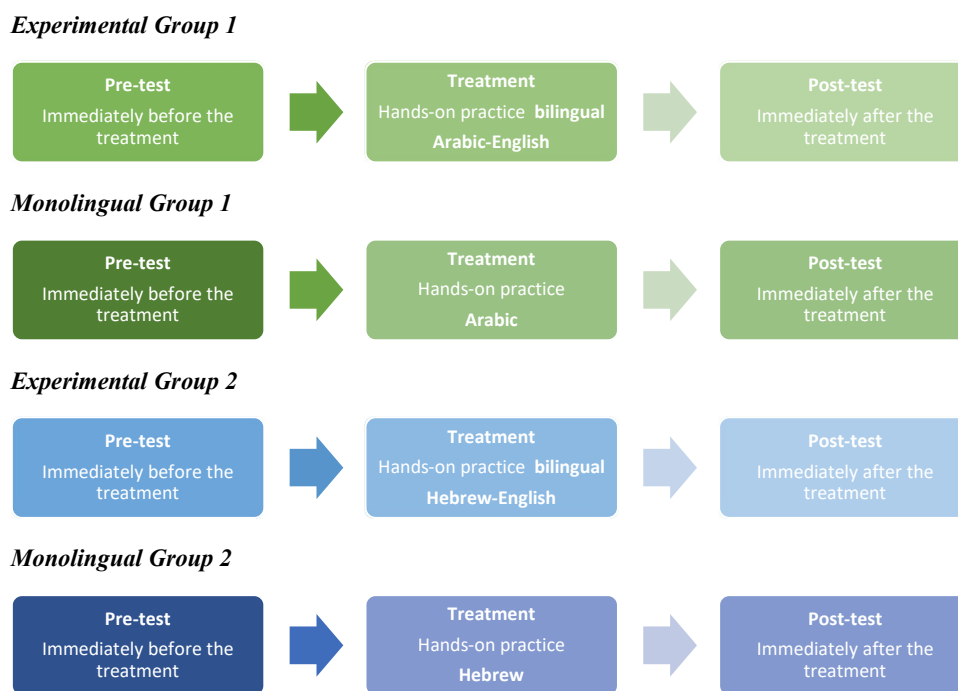 Experimental Group 1
Pre-test
Immediately before the
treatment
Treatment
Hands-on practice bilingual
Arabic-English
Post-test
Immediately after the
treatment
Monolingual Group 1
Pre-test
Immediately before the
treatment
Treatment
Hands-on practice
Arabic
Post-test
Immediately after the
treatment
Experimental Group 2
Pre-test
Immediately before the
treatment
Treatment
Hands-on practice bilingual
Hebrew-English
Post-test
Immediately after the
treatment
Monolingual Group 2
Pre-test
Immediately before the
treatment
Treatment
Hands-on practice
Hebrew
Post-test
Immediately after the
treatment